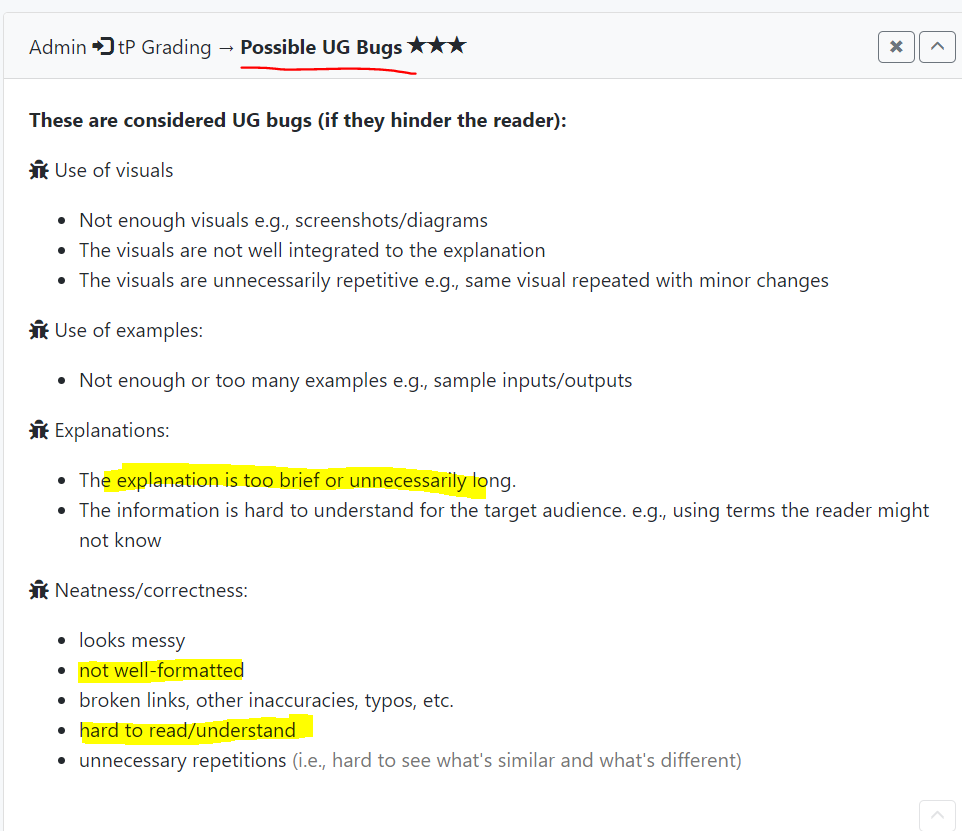 Admin tP Grading → Possible UG Bugs ★★★
These are considered UG bugs (if they hinder the reader):
Use of visuals
• Not enough visuals e.g., screenshots/diagrams
• The visuals are not well integrated to the explanation
• The visuals are unnecessarily repetitive e.g., same visual repeated with minor changes
Use of examples:
• Not enough or too many examples e.g., sample inputs/outputs
Explanations:
• The explanation is too brief or unnecessarily long.
• The information is hard to understand for the target audience. e.g., using terms the reader might
not know
Neatness/correctness:
• looks messy
• not well-formatted
• broken links, other inaccuracies, typos, etc.
• hard to read/understand
• unnecessary repetitions (i.e., hard to see what's similar and what's different)